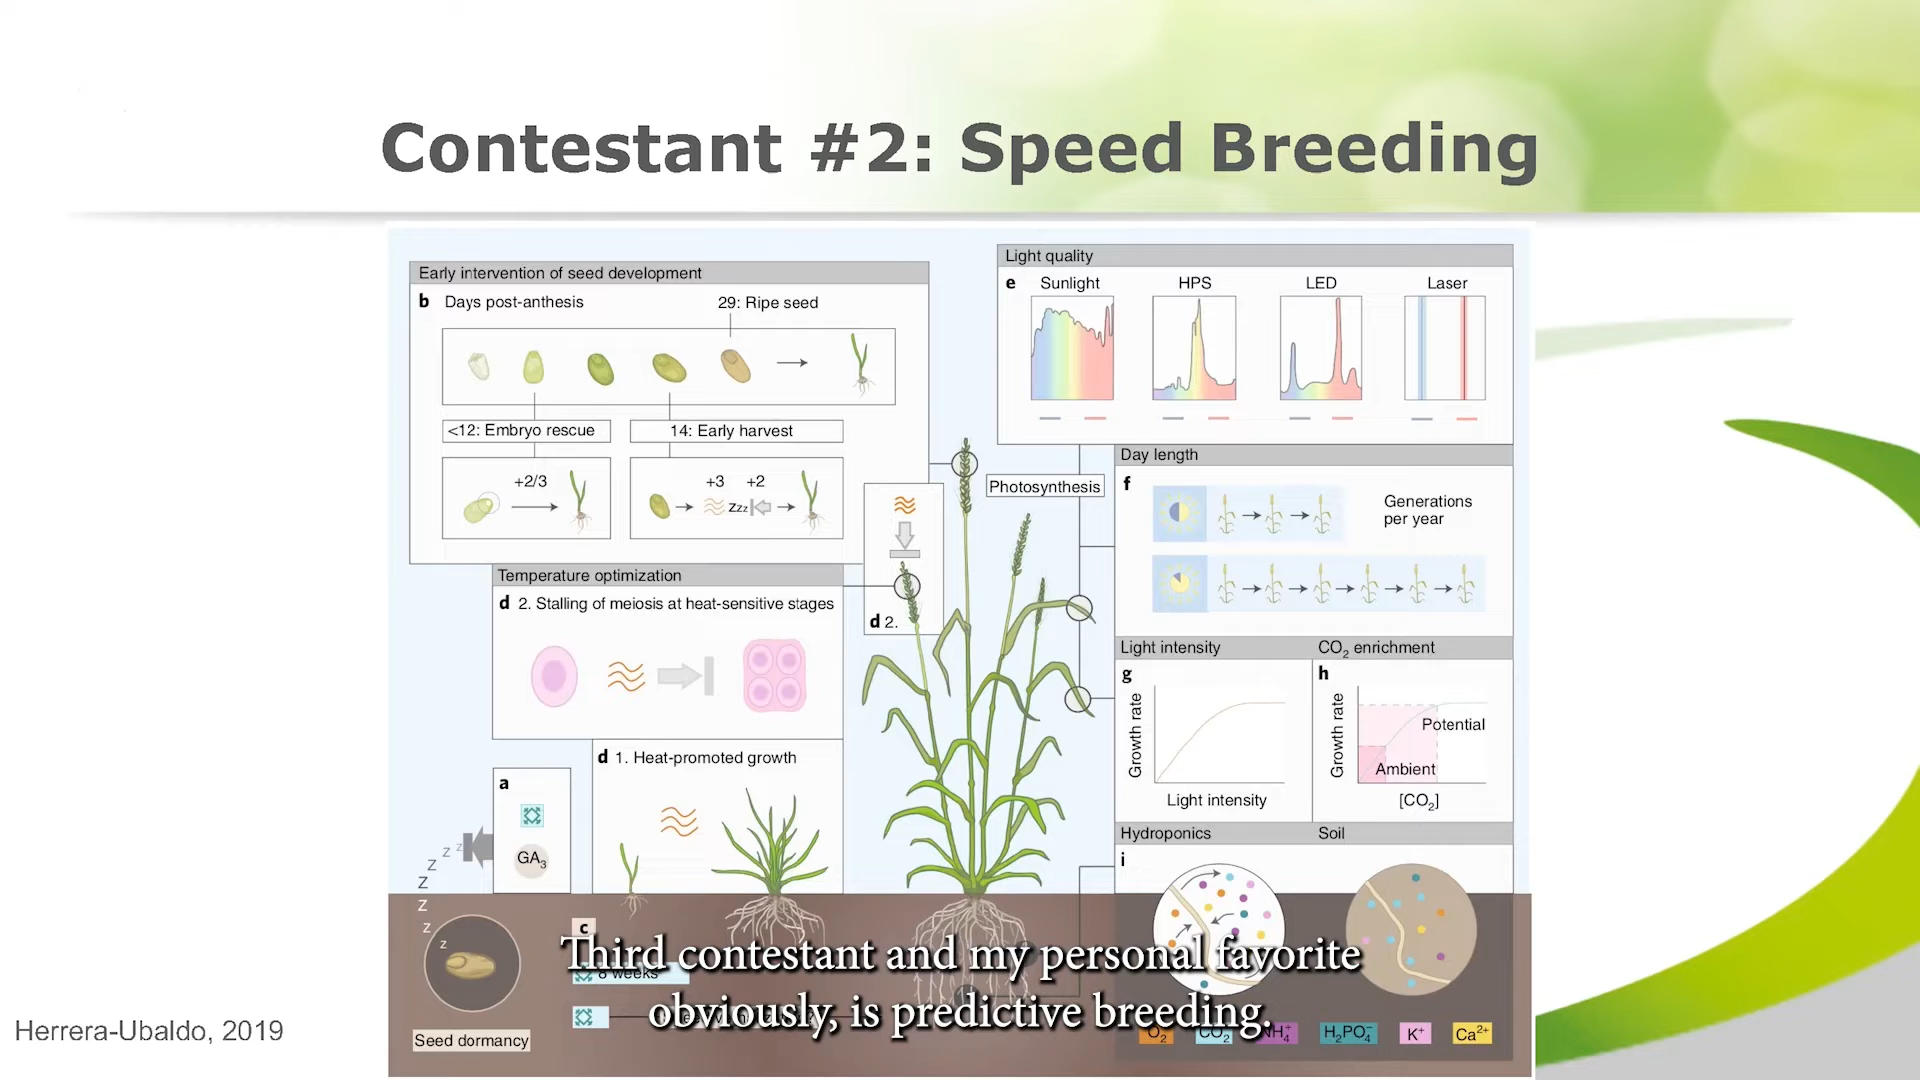 Contestant #2: Speed Breeding
Early intervention of seed development
b Days post-anthesis
29: Ripe seed
<12: Embryo rescue
14: Early harvest
+2/3
+3 +2
zzz
Temperature optimization
d 2. Stalling of meiosis at heat-sensitive stages
d 2.
d 1. Heat-promoted growth
a
GA3
z
z
z
Z
Z
z
z
Seed dormancy
c
8 weeks
Light quality
e Sunlight HPS LED Laser
Photosynthesis
Day length
f
Generations
per year
Light intensity
g
Growth rate
Light intensity
CO2 enrichment
h
Growth rate
Potential
Ambient
[CO2]
Hydroponics Soil
i
O2 CO2 NH4+ H2PO4− K+ Ca2+
Third contestant and my personal favorite
obviously, is predictive breeding.
Herrera-Ubaldo, 2019